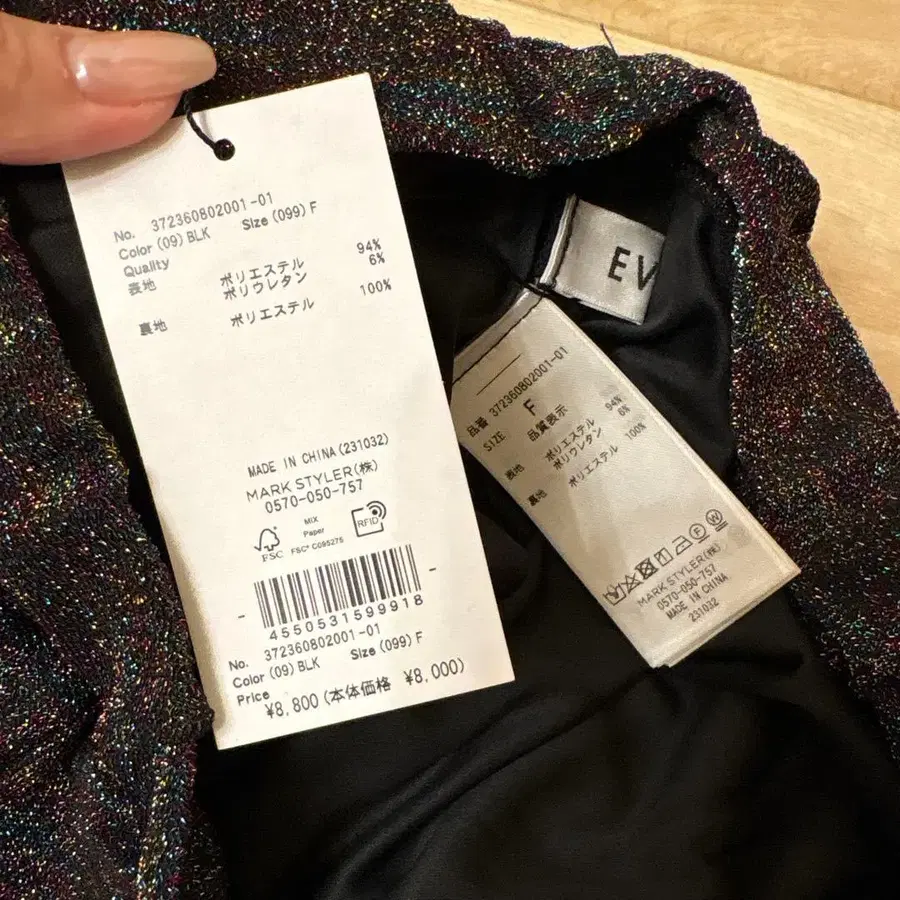 No. 372360802001-01
Color (09) BLK Size (099) F
Quality
表地 ポリエステル 94%
ポリウレタン 6%
裏地 ポリエステル 100%
MADE IN CHINA (231032)
MARK STYLER(株)
0570-050-757
FSC
MIX
Paper
FSC® C095275
RFID
4550531599918
No. 372360802001-01
Color (09) BLK Size (099) F
Price
¥8,800 (本体価格 ¥8,000)
EV
品番 372360802001-01
SIZE F
品質表示
表地 ポリエステル 94%
ポリウレタン 6%
裏地 ポリエステル 100%
F W
MARK STYLER(株)
0570-050-757
MADE IN CHINA
231032